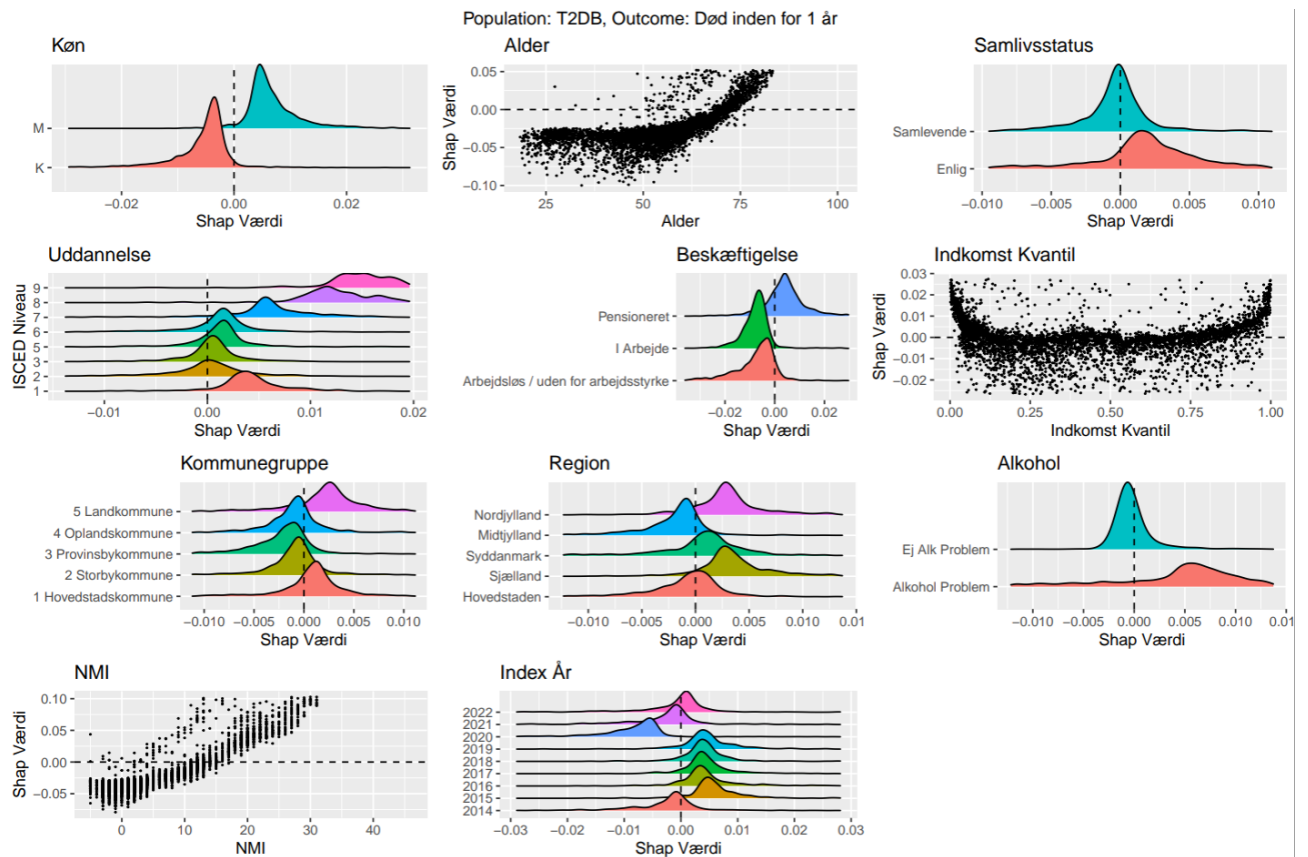 Population: T2DB, Outcome: Død inden for 1 år
Køn
M
K
−0.02 0.00 0.02
Shap Værdi
Alder
Shap Værdi
0.05
0.00
−0.05
−0.10
25 50 75 100
Alder
Samlivsstatus
Samlevende
Enlig
−0.010 −0.005 0.000 0.005 0.010
Shap Værdi
Uddannelse
ISCED Niveau
9
8
7
6
5
3
2
1
−0.01 0.00 0.01 0.02
Shap Værdi
Beskæftigelse
Pensioneret
I Arbejde
Arbejdsløs / uden for arbejdsstyrke
−0.02 0.00 0.02
Shap Værdi
Indkomst Kvantil
Shap Værdi
0.03
0.02
0.01
0.00
−0.01
−0.02
0.00 0.25 0.50 0.75 1.00
Indkomst Kvantil
Kommunegruppe
5 Landkommune
4 Oplandskommune
3 Provinsbykommune
2 Storbykommune
1 Hovedstadskommune
−0.010 −0.005 0.000 0.005 0.010
Shap Værdi
Region
Nordjylland
Midtjylland
Syddanmark
Sjælland
Hovedstaden
−0.010 −0.005 0.000 0.005 0.010 0.01
Shap Værdi
Alkohol
Ej Alk Problem
Alkohol Problem
−0.010 −0.005 0.000 0.005 0.010 0.01
Shap Værdi
NMI
Shap Værdi
0.10
0.05
0.00
−0.05
0 20 40
NMI
Index År
2022
2021
2020
2019
2018
2017
2016
2015
2014
−0.03 −0.02 −0.01 0.00 0.01 0.02 0.03
Shap Værdi